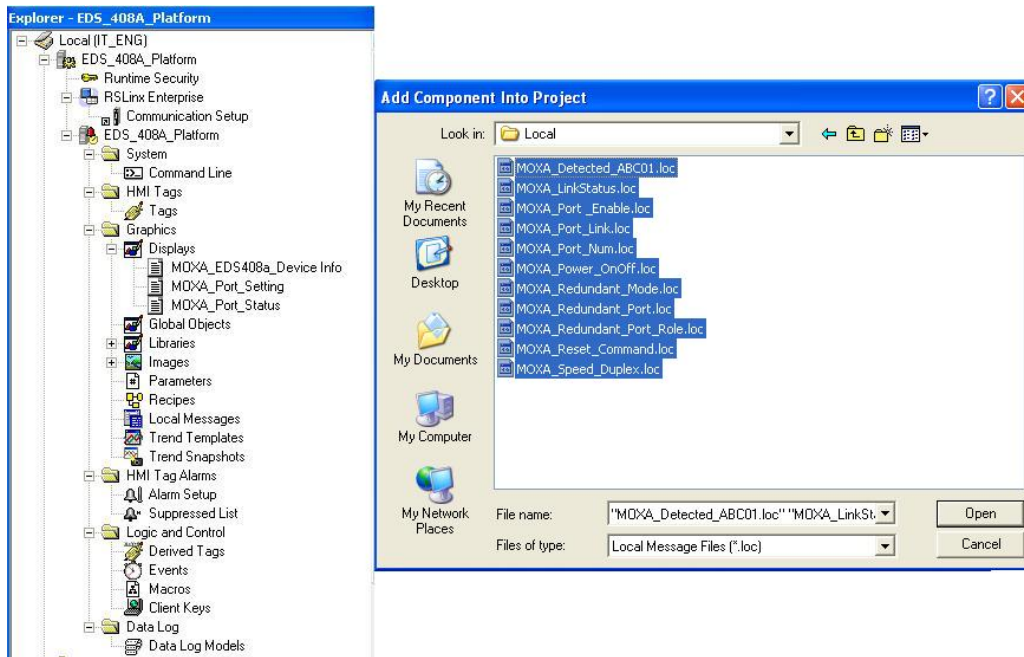 Explorer - EDS_408A_Platform
Local (IT_ENG)
EDS_408A_Platform
Runtime Security
RSLinx Enterprise
Communication Setup
EDS_408A_Platform
System
Command Line
HMI Tags
Tags
Graphics
Displays
MOXA_EDS408a_Device Info
MOXA_Port_Setting
MOXA_Port_Status
Global Objects
Libraries
Images
Parameters
Recipes
Local Messages
Trend Templates
Trend Snapshots
HMI Tag Alarms
Alarm Setup
Suppressed List
Logic and Control
Derived Tags
Events
Macros
Client Keys
Data Log
Data Log Models
Add Component Into Project
Look in:
Local
My Recent
Documents
Desktop
My Documents
My Computer
My Network
Places
MOXA_Detected_ABC01.loc
MOXA_LinkStatus.loc
MOXA_Port _Enable.loc
MOXA_Port_Link.loc
MOXA_Port_Num.loc
MOXA_Power_OnOff.loc
MOXA_Redundant_Mode.loc
MOXA_Redundant_Port.loc
MOXA_Redundant_Port_Role.loc
MOXA_Reset_Command.loc
MOXA_Speed_Duplex.loc
File name:
"MOXA_Detected_ABC01.loc" "MOXA_LinkSt
Open
Files of type:
Local Message Files (*.loc)
Cancel